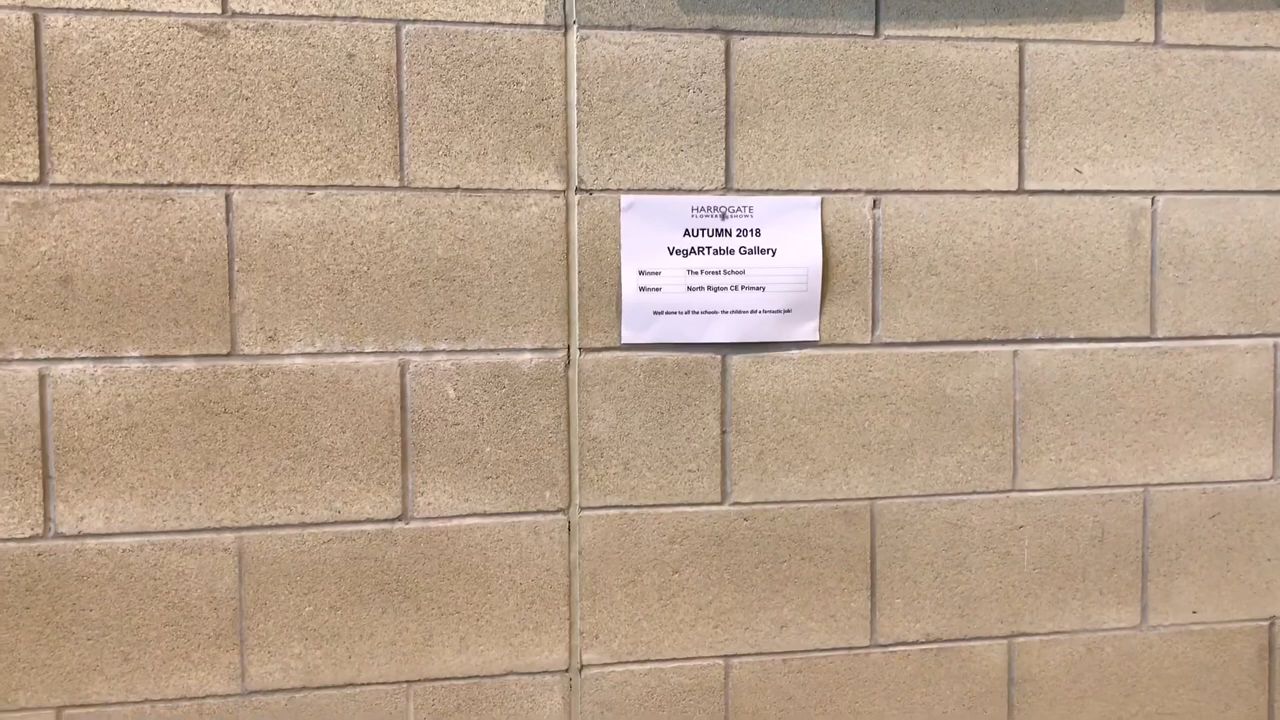 HARROGATE
FLOWER SHOWS
AUTUMN 2018
VegARTable Gallery
Winner The Forest School
Winner North Rigton CE Primary
Well done to all the schools- the children did a fantastic job!